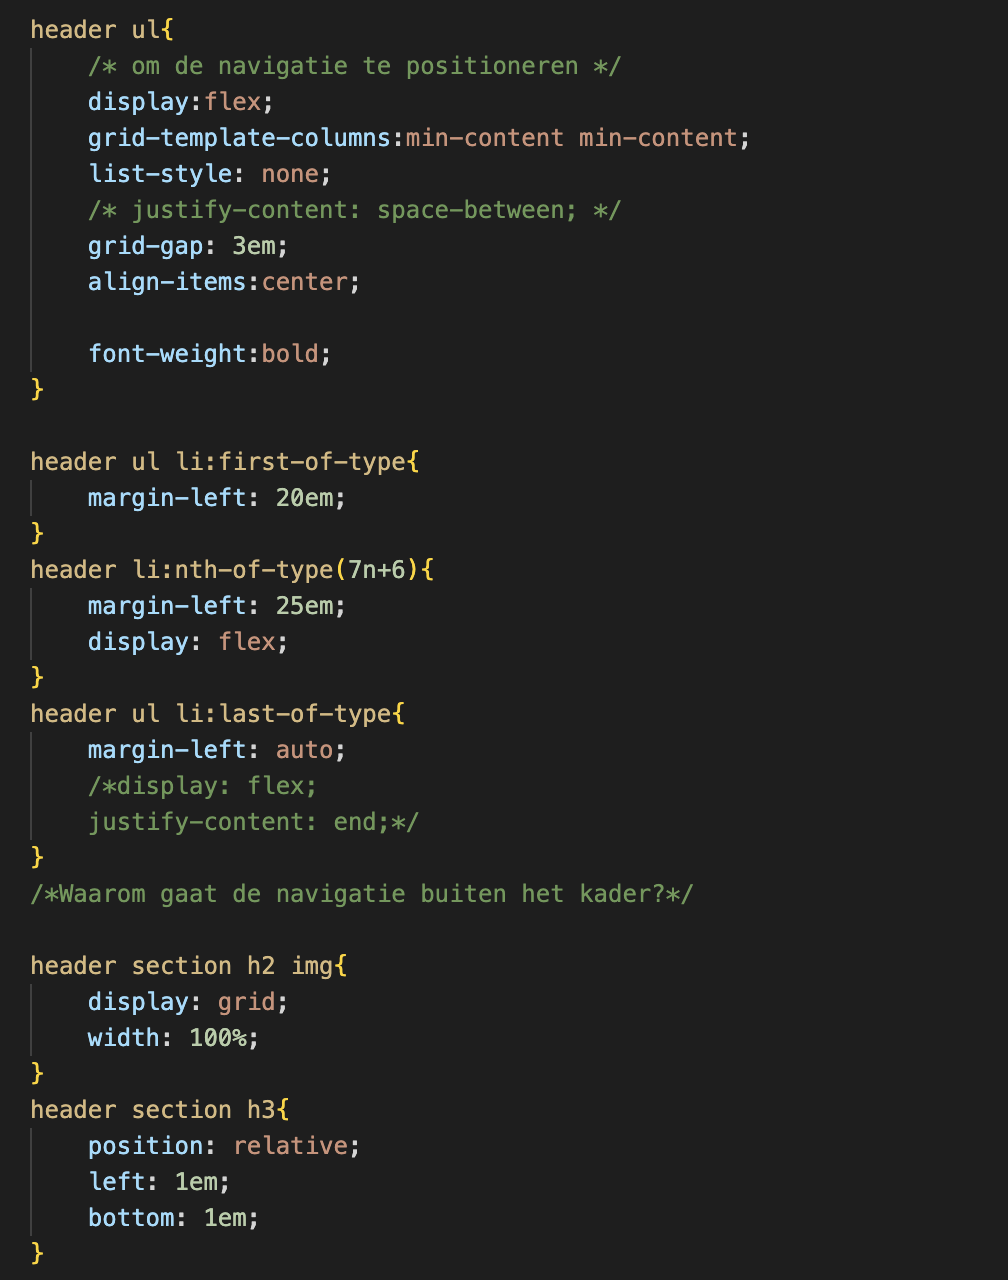 header ul{
/* om de navigatie te positioneren */
display:flex;
grid-template-columns:min-content min-content;
list-style: none;
/* justify-content: space-between; */
grid-gap: 3em;
align-items:center;
font-weight:bold;
}
header ul li:first-of-type{
margin-left: 20em;
}
header li:nth-of-type(7n+6){
margin-left: 25em;
display: flex;
}
header ul li:last-of-type{
margin-left: auto;
/*display: flex;
justify-content: end;*/
}
/*Waarom gaat de navigatie buiten het kader?*/
header section h2 img{
display: grid;
width: 100%;
}
header section h3{
position: relative;
left: 1em;
bottom: 1em;
}